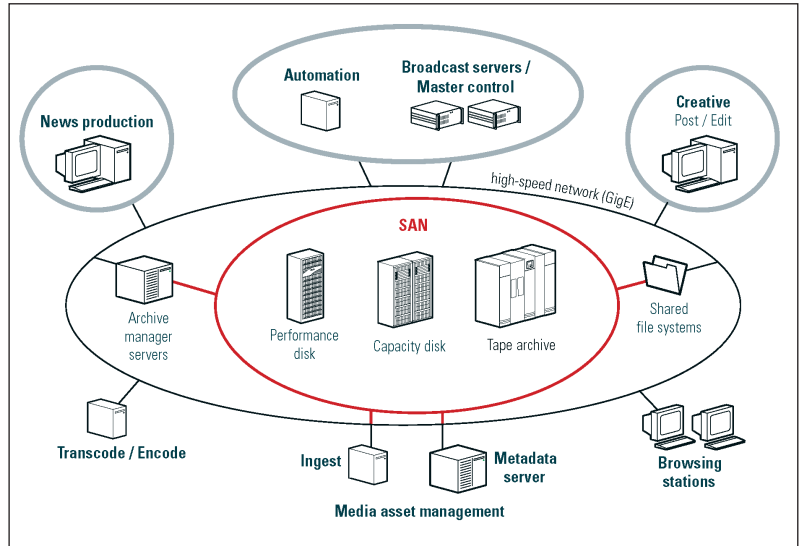 Automation
Broadcast servers /
Master control
News production
Creative
Post / Edit
high-speed network (GigE)
SAN
Archive
manager
servers
Performance
disk
Capacity disk
Tape archive
Shared
file systems
Transcode / Encode
Ingest
Metadata
server
Browsing
stations
Media asset management